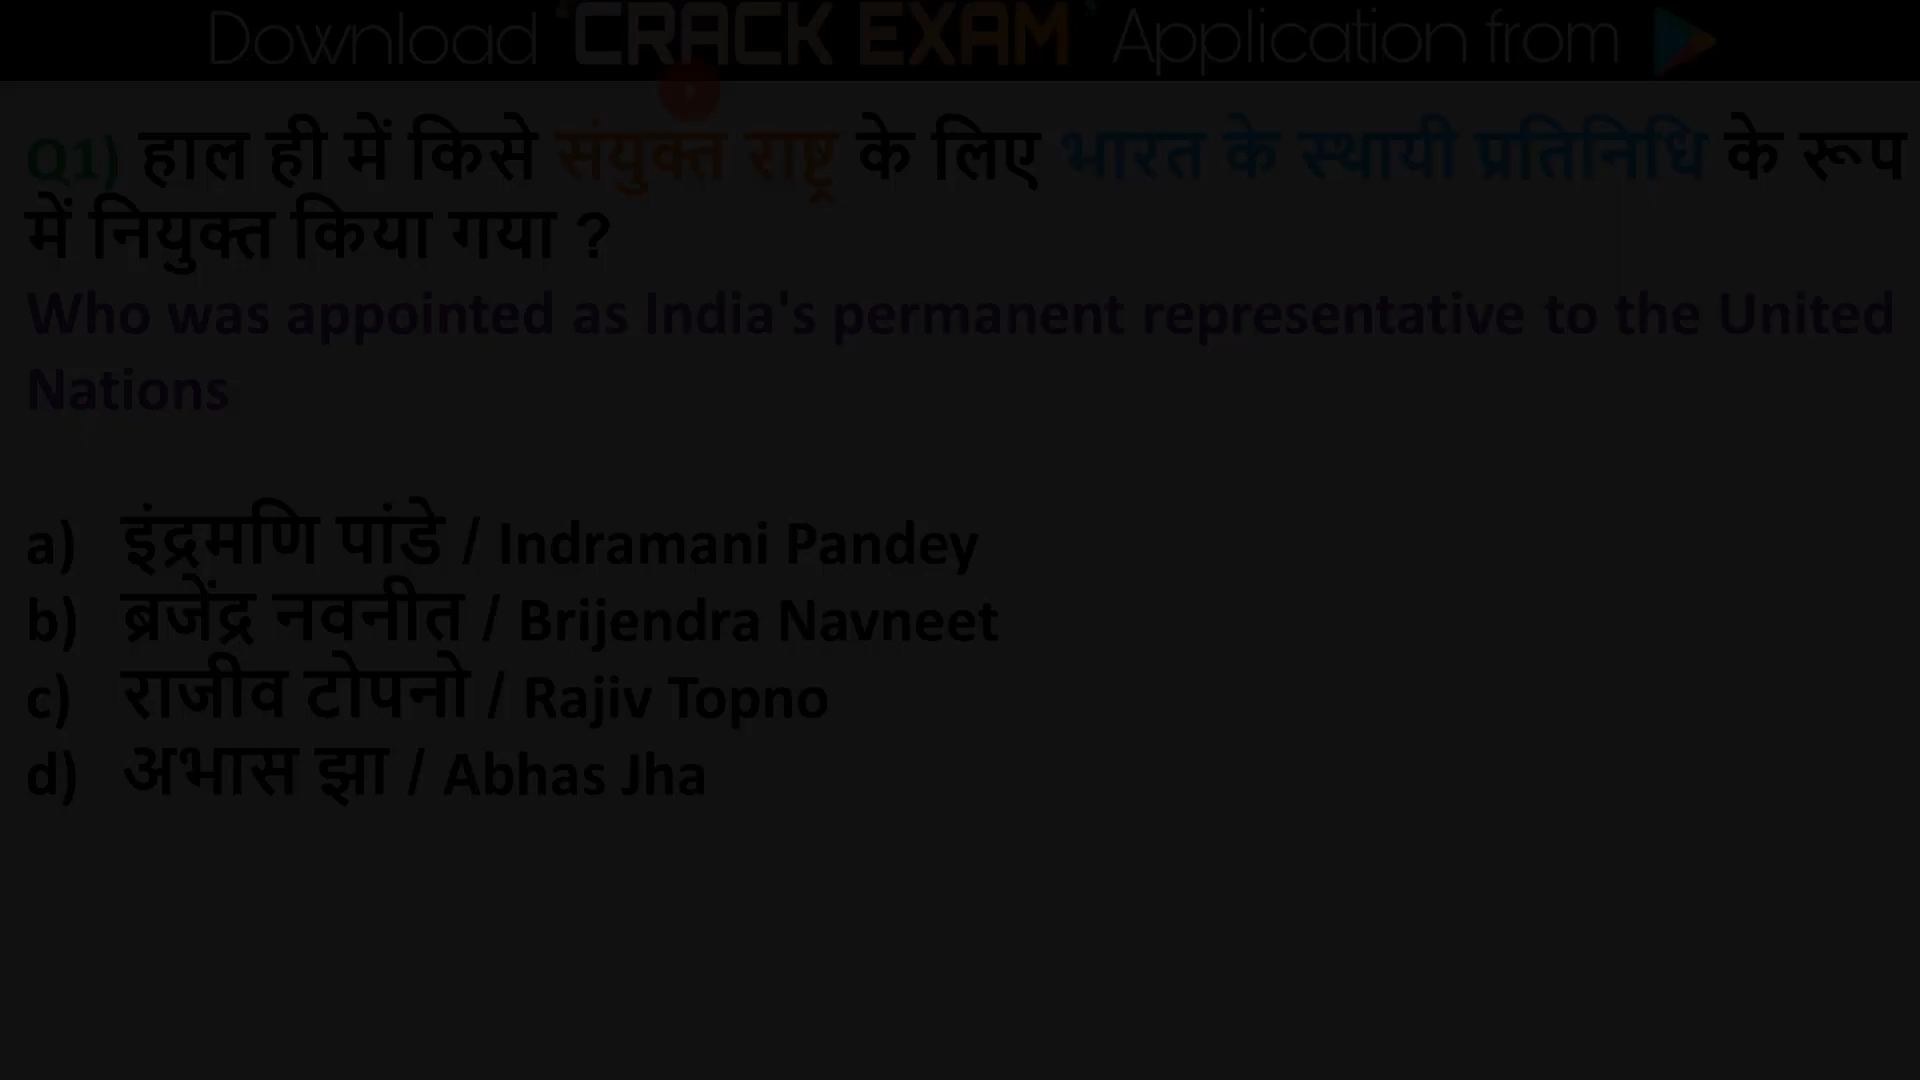 Download 'CRACK EXAM' Application from
Q1) हाल ही में किसे संयुक्त राष्ट्र के लिए भारत के स्थायी प्रतिनिधि के रूप
में नियुक्त किया गया ?
Who was appointed as India's permanent representative to the United
Nations
a) इंद्रमणि पांडे / Indramani Pandey
b) ब्रजेंद्र नवनीत / Brijendra Navneet
c) राजीव टोपनो / Rajiv Topno
d) अभास झा / Abhas Jha